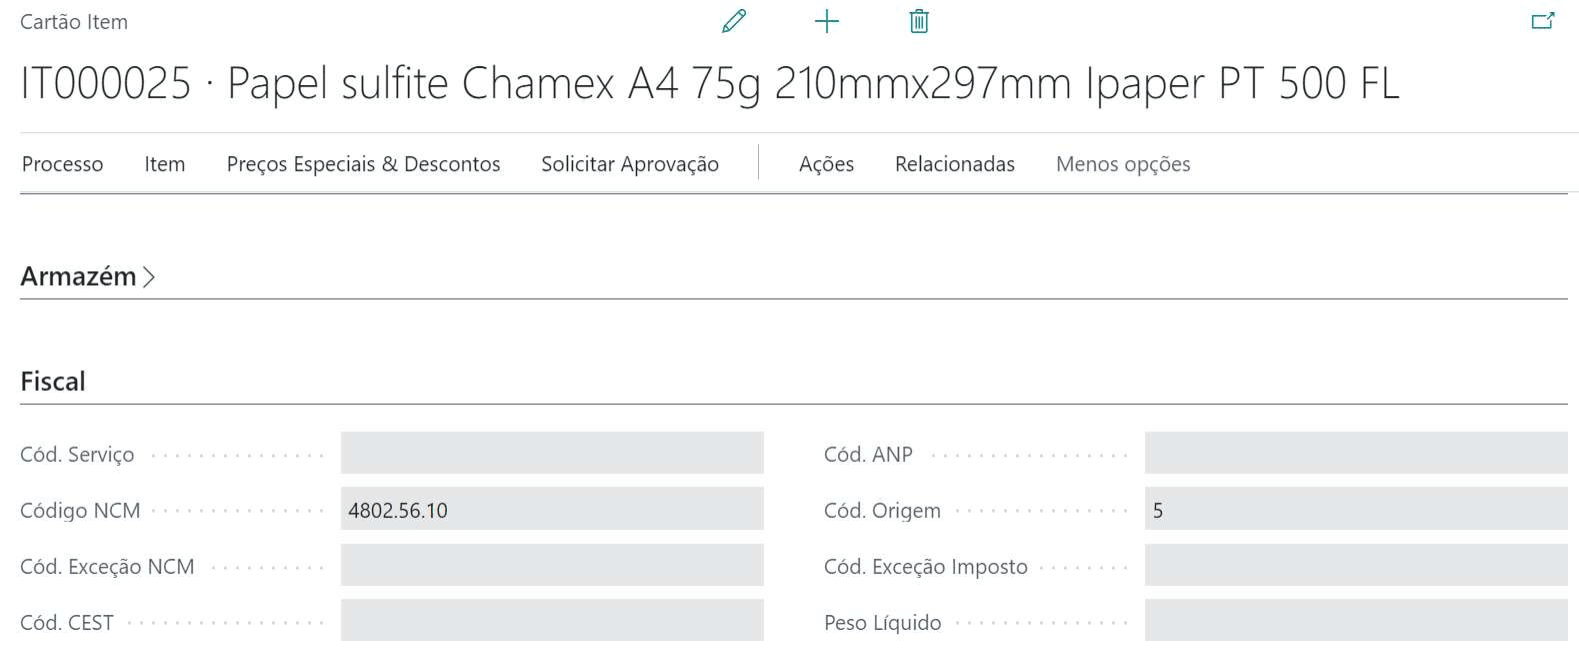 Cartão Item
IT000025 · Papel sulfite Chamex A4 75g 210mmx297mm Ipaper PT 500 FL
Processo Item Preços Especiais & Descontos Solicitar Aprovação Ações Relacionadas Menos opções
Armazém
Fiscal
Cód. Serviço
Cód. ANP
Código NCM 4802.56.10
Cód. Origem 5
Cód. Exceção NCM
Cód. Exceção Imposto
Cód. CEST
Peso Líquido